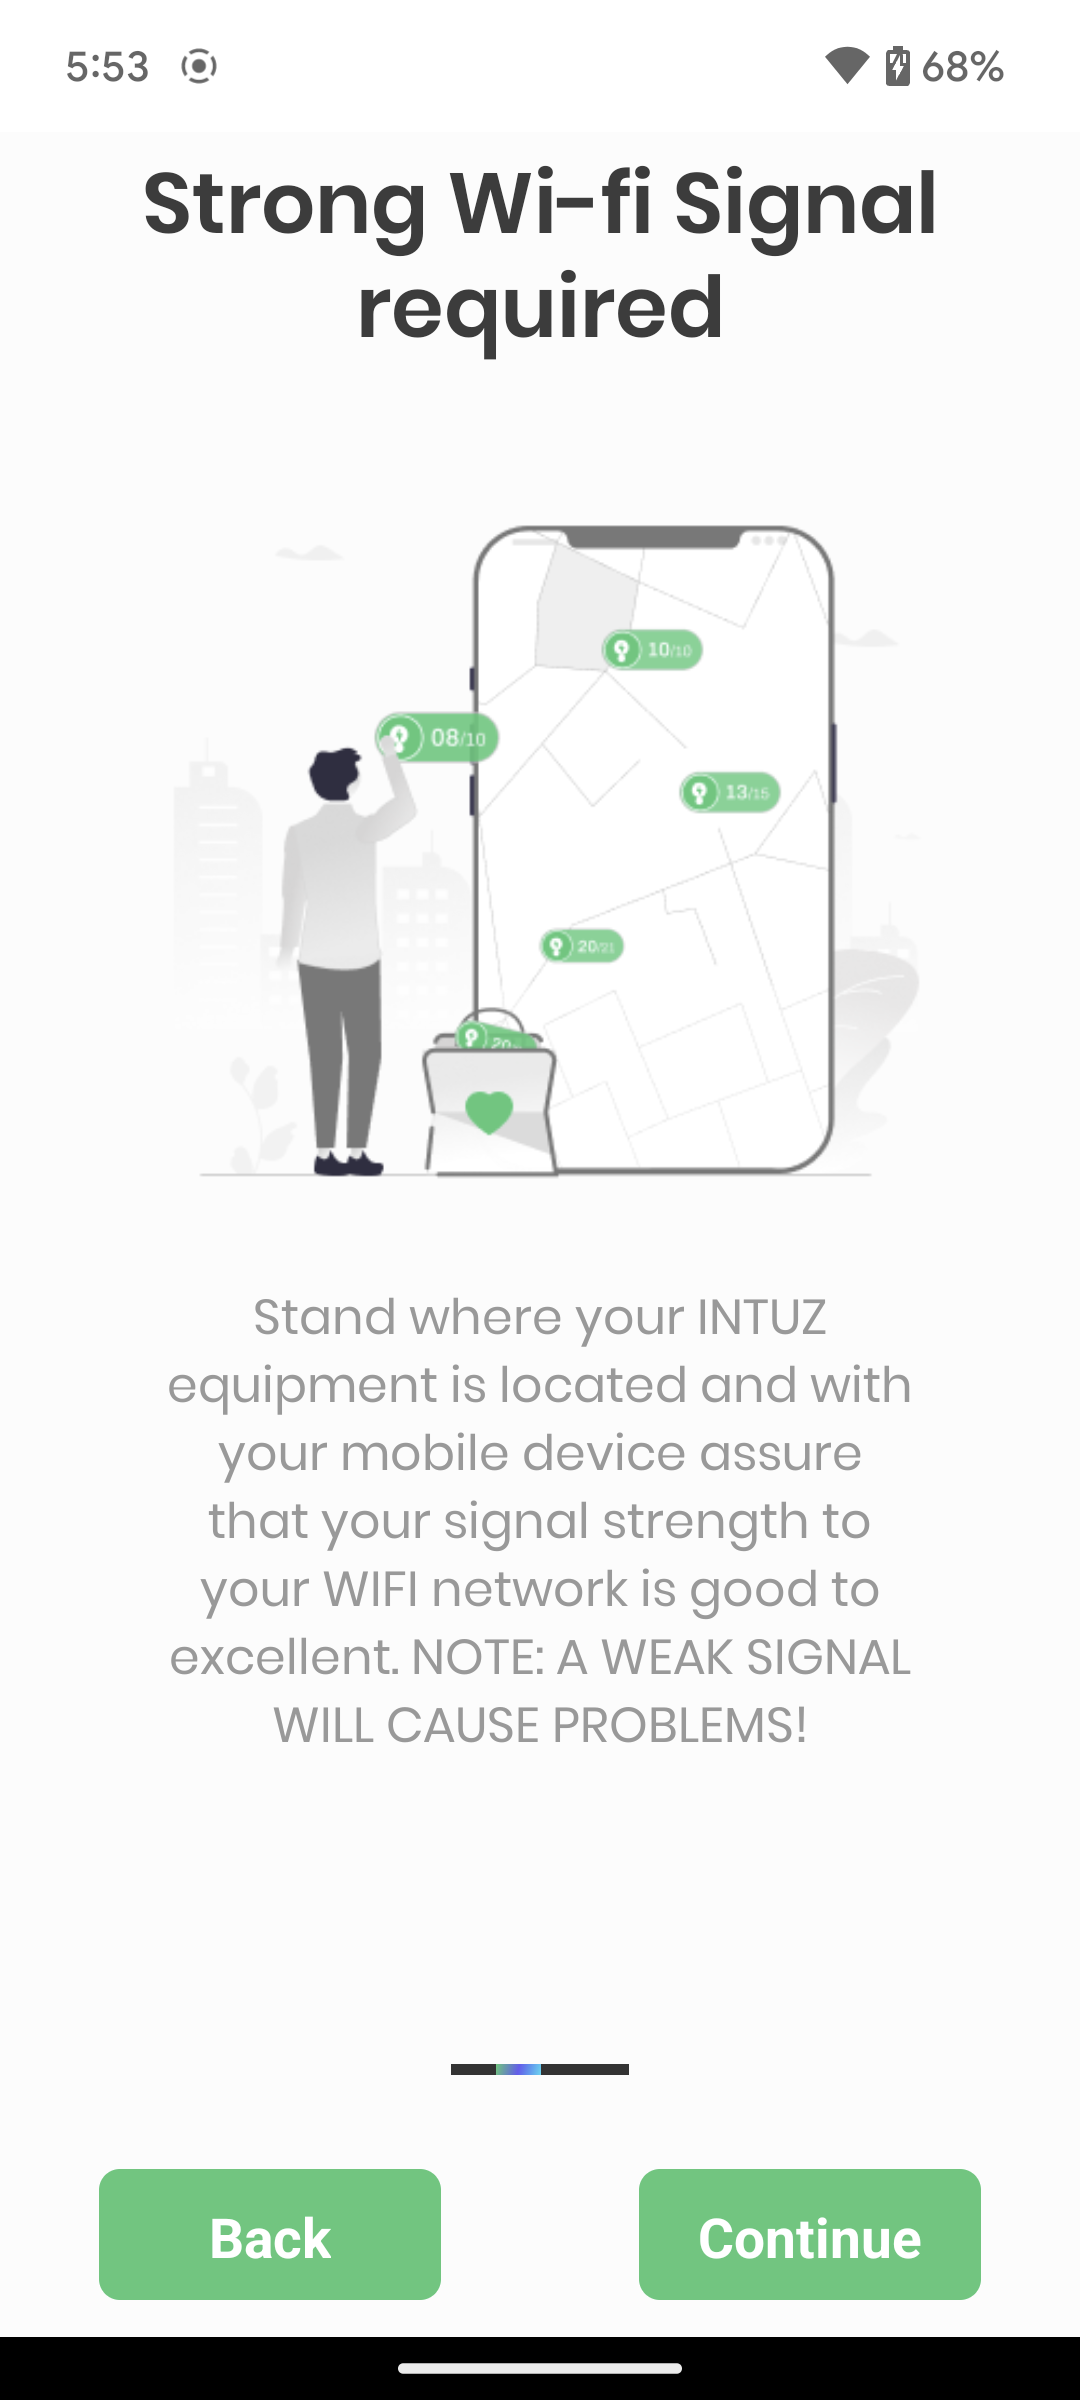 5:53
68%
Strong Wi-fi Signal
required
10/10
08/10
13/15
20/21
20
Stand where your INTUZ
equipment is located and with
your mobile device assure
that your signal strength to
your WIFI network is good to
excellent. NOTE: A WEAK SIGNAL
WILL CAUSE PROBLEMS!
Back
Continue